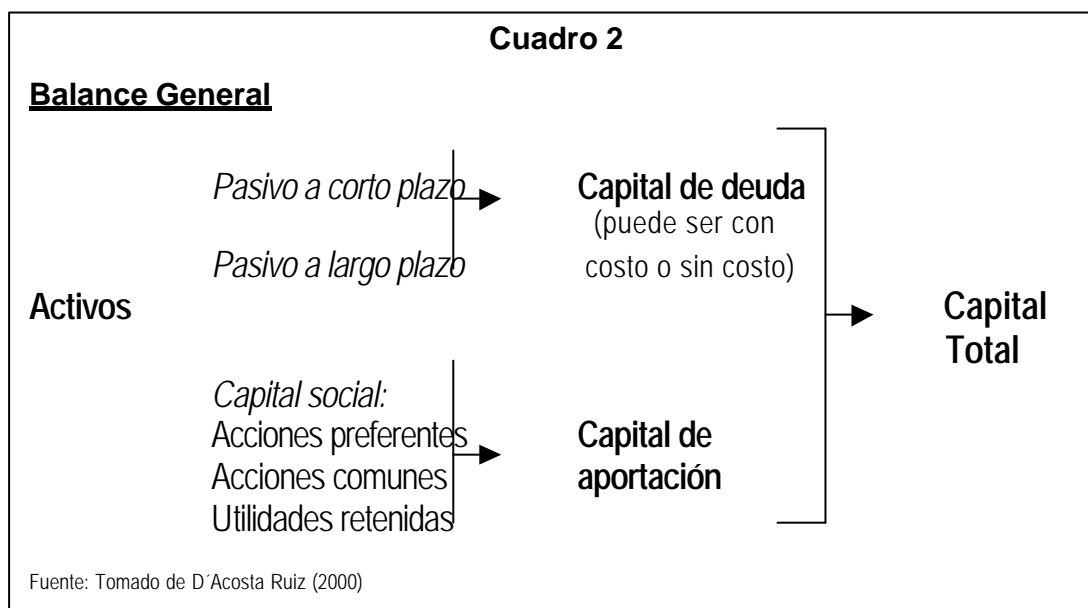 Cuadro 2
Balance General
Pasivo a corto plazo
Pasivo a largo plazo
Capital de deuda
(puede ser con
costo o sin costo)
Activos
Capital
Total
Capital social:
Acciones preferentes
Acciones comunes
Utilidades retenidas
Capital de
aportación
Fuente: Tomado de D´Acosta Ruiz (2000)